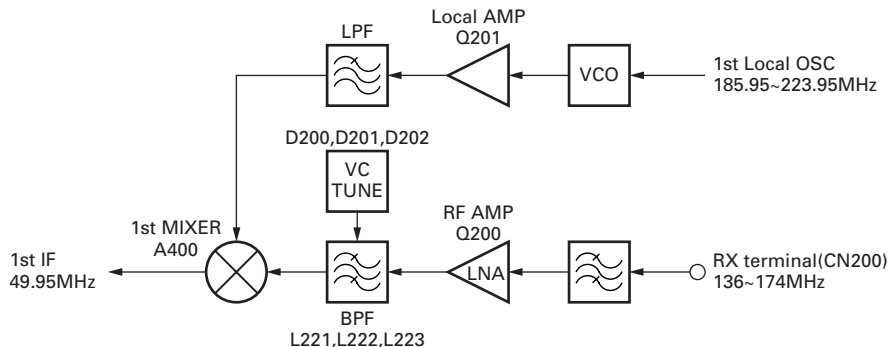 LPF
Local AMP
Q201
VCO
1st Local OSC
185.95~223.95MHz
D200,D201,D202
VC
TUNE
1st MIXER
A400
RF AMP
Q200
LNA
1st IF
49.95MHz
RX terminal(CN200)
136~174MHz
BPF
L221,L222,L223